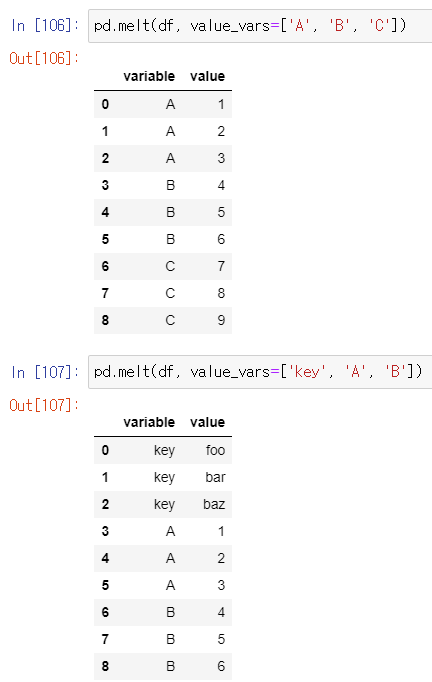 In [106]: pd.melt(df, value_vars=['A', 'B', 'C'])
Out[106]:
variable value
0 A 1
1 A 2
2 A 3
3 B 4
4 B 5
5 B 6
6 C 7
7 C 8
8 C 9
In [107]: pd.melt(df, value_vars=['key', 'A', 'B'])
Out[107]:
variable value
0 key foo
1 key bar
2 key baz
3 A 1
4 A 2
5 A 3
6 B 4
7 B 5
8 B 6